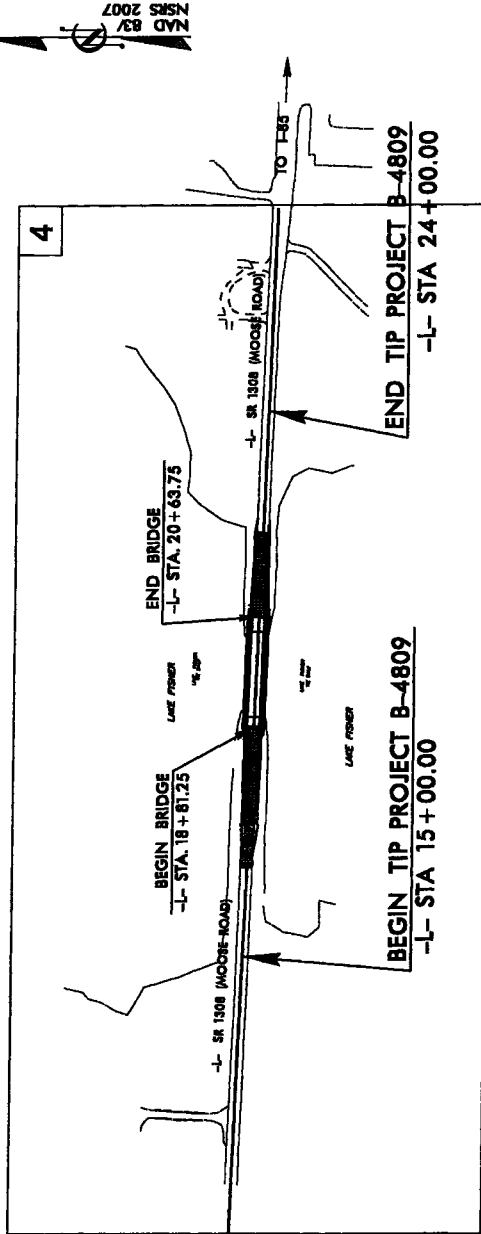 NAD 83/
NSRS 2007
4
TO I-85
-L- SR 1308 (MOOSE ROAD)
END TIP PROJECT B-4809
-L- STA 24+00.00
END BRIDGE
-L- STA. 20+63.75
LAKE FISHER
LAKE FISHER
BEGIN BRIDGE
-L- STA. 18+81.25
BEGIN TIP PROJECT B-4809
-L- STA 15+00.00
-L- SR 1308 (MOOSE ROAD)